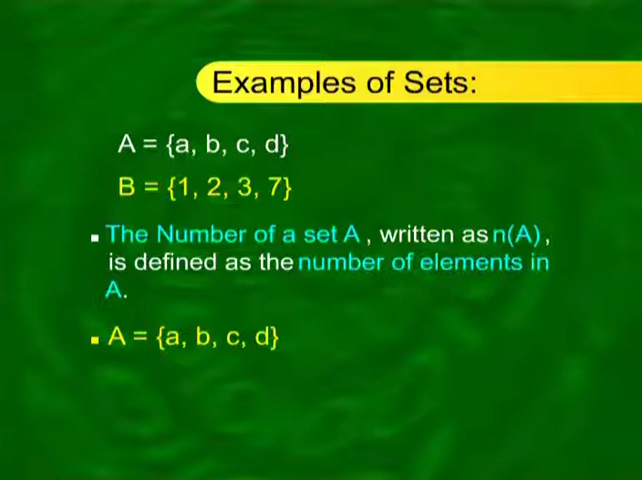 Examples of Sets:
A = {a, b, c, d}
B = {1, 2, 3, 7}
▪ The Number of a set A , written as n(A) ,
is defined as the number of elements in
A.
▪ A = {a, b, c, d}